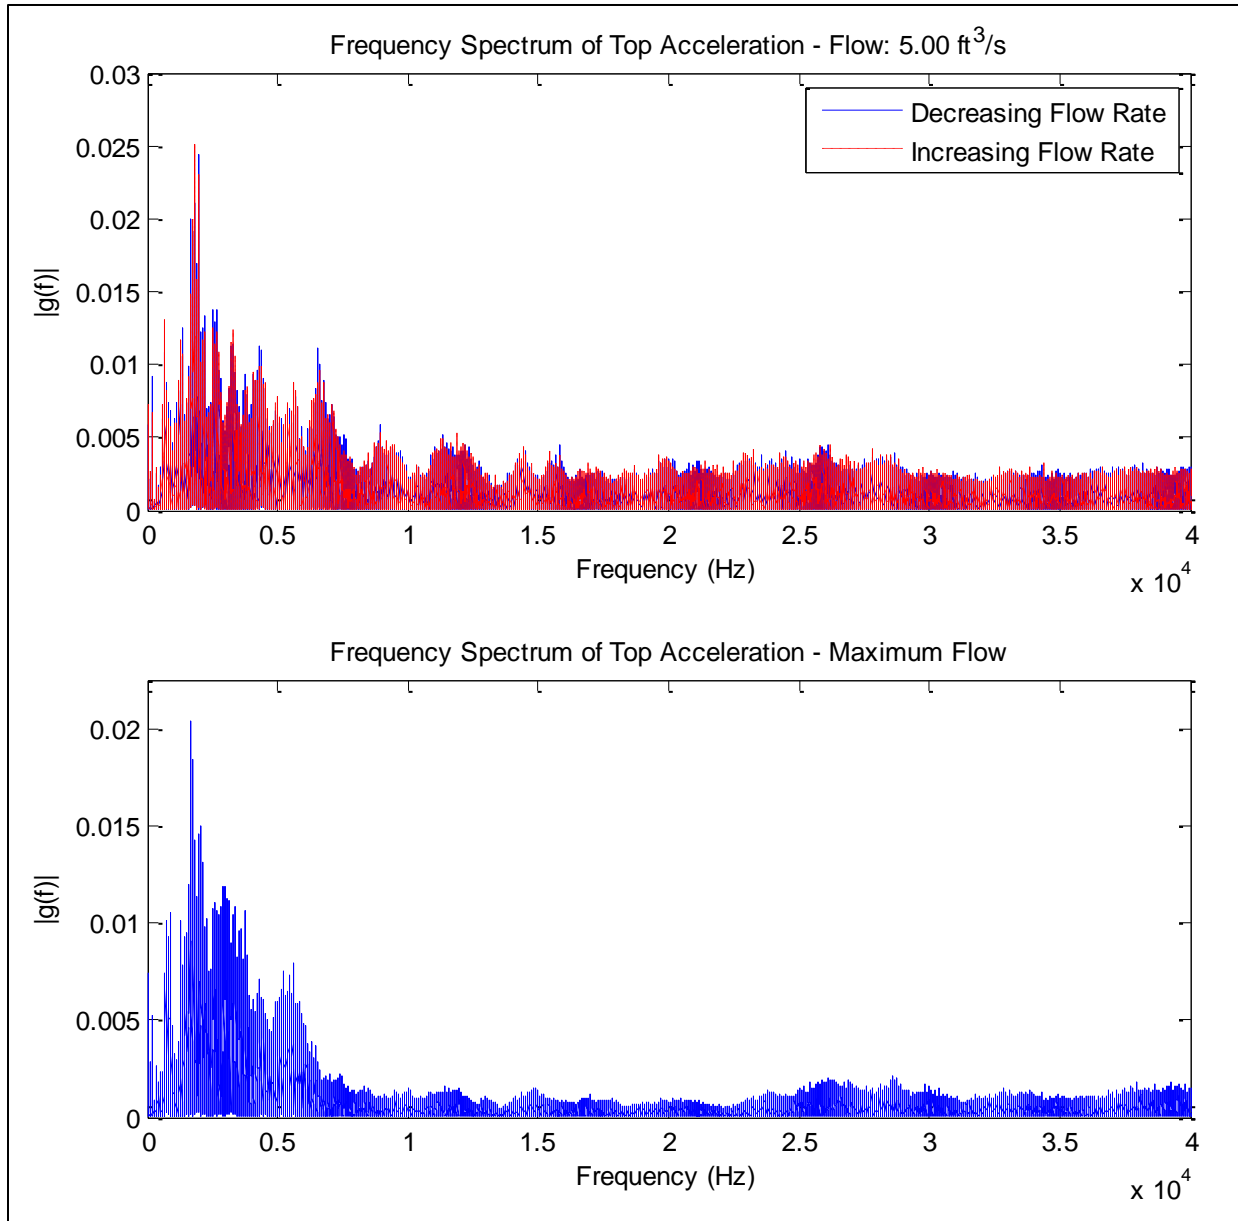 Frequency Spectrum of Top Acceleration - Flow: 5.00 ft³/s
0.03
0.025
0.02
0.015
0.01
0.005
0
|g(f)|
Decreasing Flow Rate
Increasing Flow Rate
0 0.5 1 1.5 2 2.5 3 3.5 4
Frequency (Hz)
x 10⁴
Frequency Spectrum of Top Acceleration - Maximum Flow
0.02
0.015
0.01
0.005
0
|g(f)|
0 0.5 1 1.5 2 2.5 3 3.5 4
Frequency (Hz)
x 10⁴